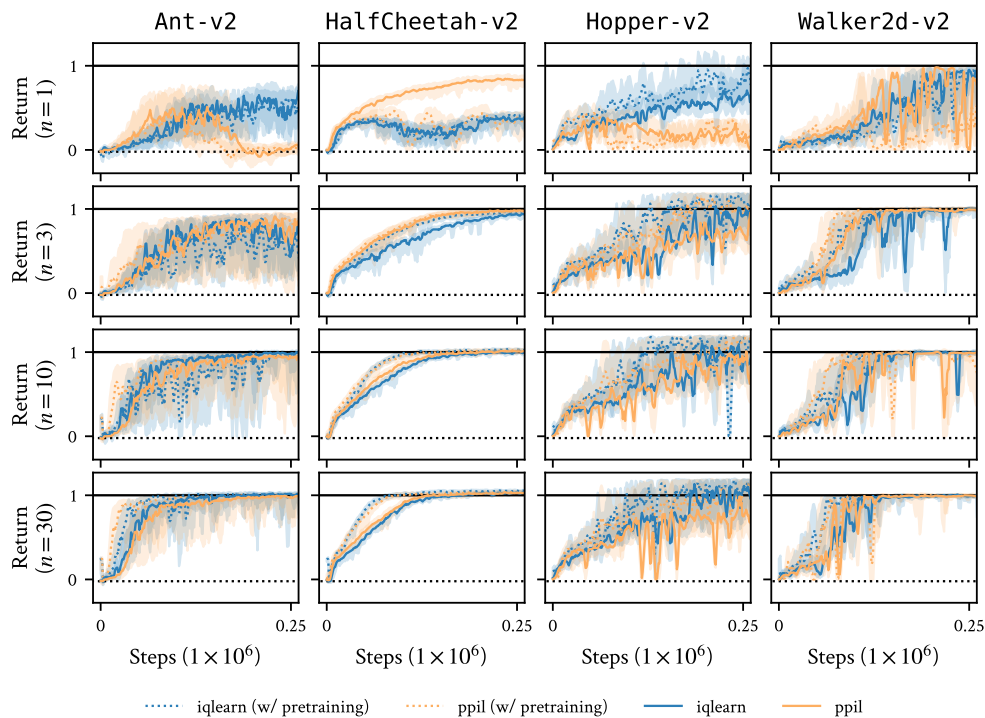 Ant-v2 HalfCheetah-v2 Hopper-v2 Walker2d-v2
Return
(n = 1)
1
0
Return
(n = 3)
1
0
Return
(n = 10)
1
0
Return
(n = 30)
1
0
0 0.25 0 0.25 0 0.25 0 0.25
Steps (1 × 10⁶) Steps (1 × 10⁶) Steps (1 × 10⁶) Steps (1 × 10⁶)
iqlearn (w/ pretraining) ppil (w/ pretraining) iqlearn ppil